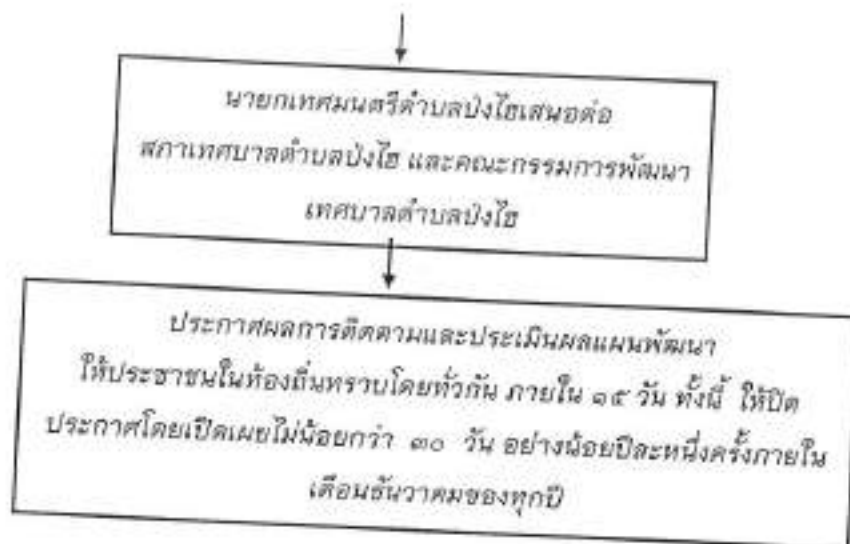 นายกเทศมนตรีตำบลป่งไฮเสนอต่อ
สภาเทศบาลตำบลป่งไฮ และคณะกรรมการพัฒนา
เทศบาลตำบลป่งไฮ
ประกาศผลการติดตามและประเมินผลแผนพัฒนา
ให้ประชาชนในท้องถิ่นทราบโดยทั่วกัน ภายใน ๑๕ วัน ทั้งนี้ ให้ปิด
ประกาศโดยเปิดเผยไม่น้อยกว่า ๓๐ วัน อย่างน้อยปีละหนึ่งครั้งภายใน
เดือนธันวาคมของทุกปี